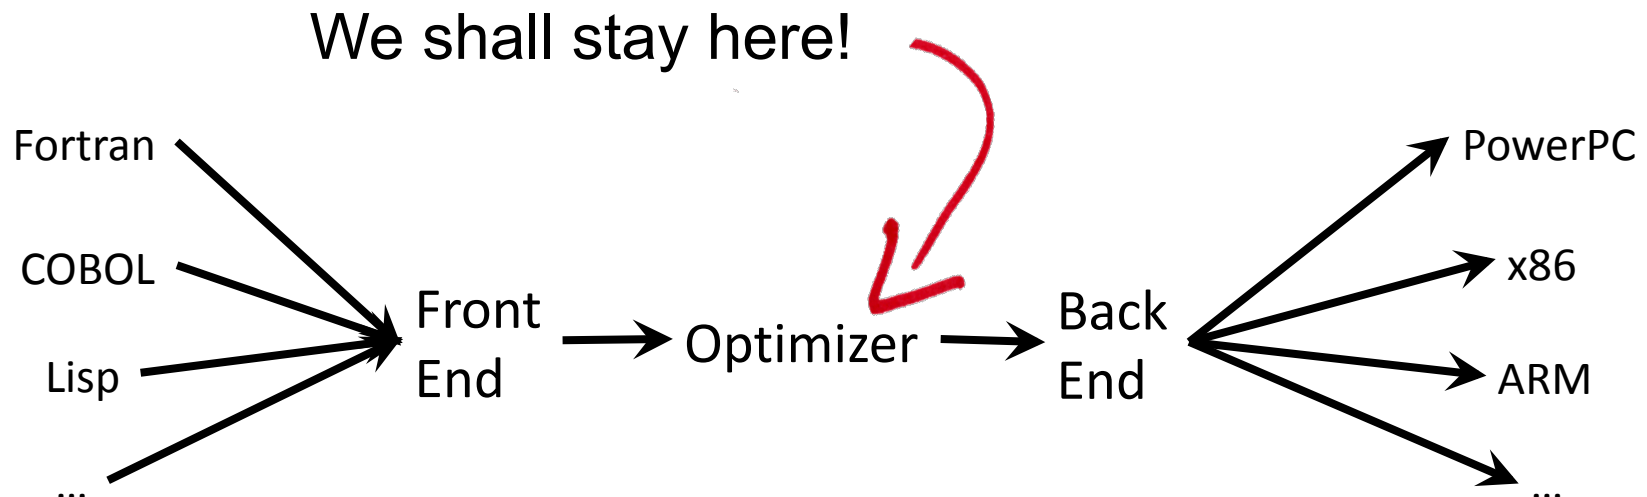 We shall stay here!
Fortran
COBOL
Lisp
...
Front
End
Optimizer
Back
End
PowerPC
x86
ARM
...